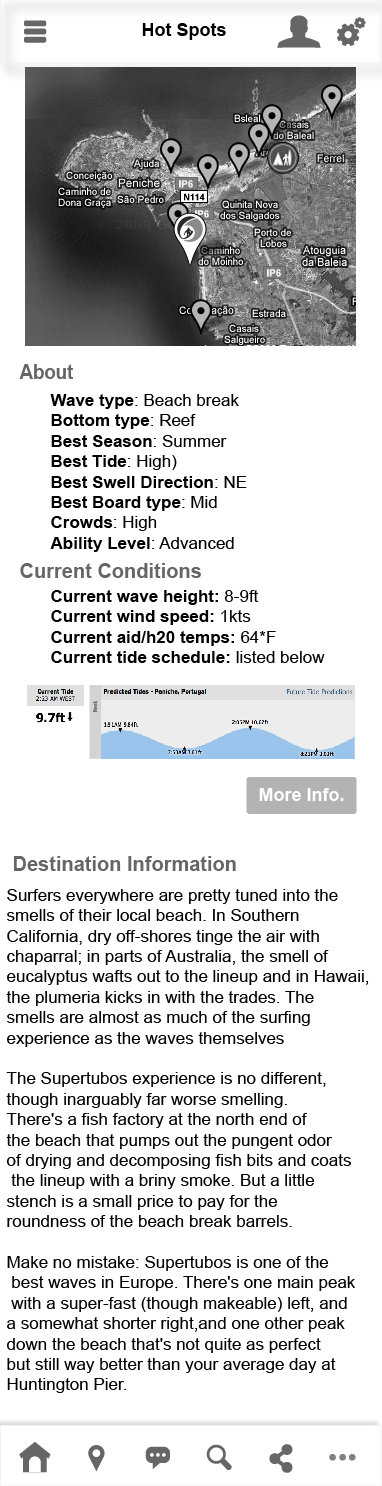 Hot Spots
Bsleal
Casais
do Baleal
Ajuda
Ferrel
Conceição
Peniche
IP6
Caminho de
Dona Graça
São Pedro
N114
IP6
Quinta Nova
dos Salgados
Porto de
Lobos
Caminho
do Moinho
Atouguia
da Baleia
IP6
Estrada
Casais
Salgueiro
About
Wave type: Beach break
Bottom type: Reef
Best Season: Summer
Best Tide: High)
Best Swell Direction: NE
Best Board type: Mid
Crowds: High
Ability Level: Advanced
Current Conditions
Current wave height: 8-9ft
Current wind speed: 1kts
Current aid/h20 temps: 64*F
Current tide schedule: listed below
Current Tide
2:23 AM WEST
9.7ft
Predicted Tides - Peniche, Portugal
Future Tide Predictions
2:05PM 10.02ft
More Info.
Destination Information
Surfers everywhere are pretty tuned into the
smells of their local beach. In Southern
California, dry off-shores tinge the air with
chaparral; in parts of Australia, the smell of
eucalyptus wafts out to the lineup and in Hawaii,
the plumeria kicks in with the trades. The
smells are almost as much of the surfing
experience as the waves themselves
The Supertubos experience is no different,
though inarguably far worse smelling.
There's a fish factory at the north end of
the beach that pumps out the pungent odor
of drying and decomposing fish bits and coats
the lineup with a briny smoke. But a little
stench is a small price to pay for the
roundness of the beach break barrels.
Make no mistake: Supertubos is one of the
best waves in Europe. There's one main peak
with a super-fast (though makeable) left, and
a somewhat shorter right,and one other peak
down the beach that's not quite as perfect
but still way better than your average day at
Huntington Pier.